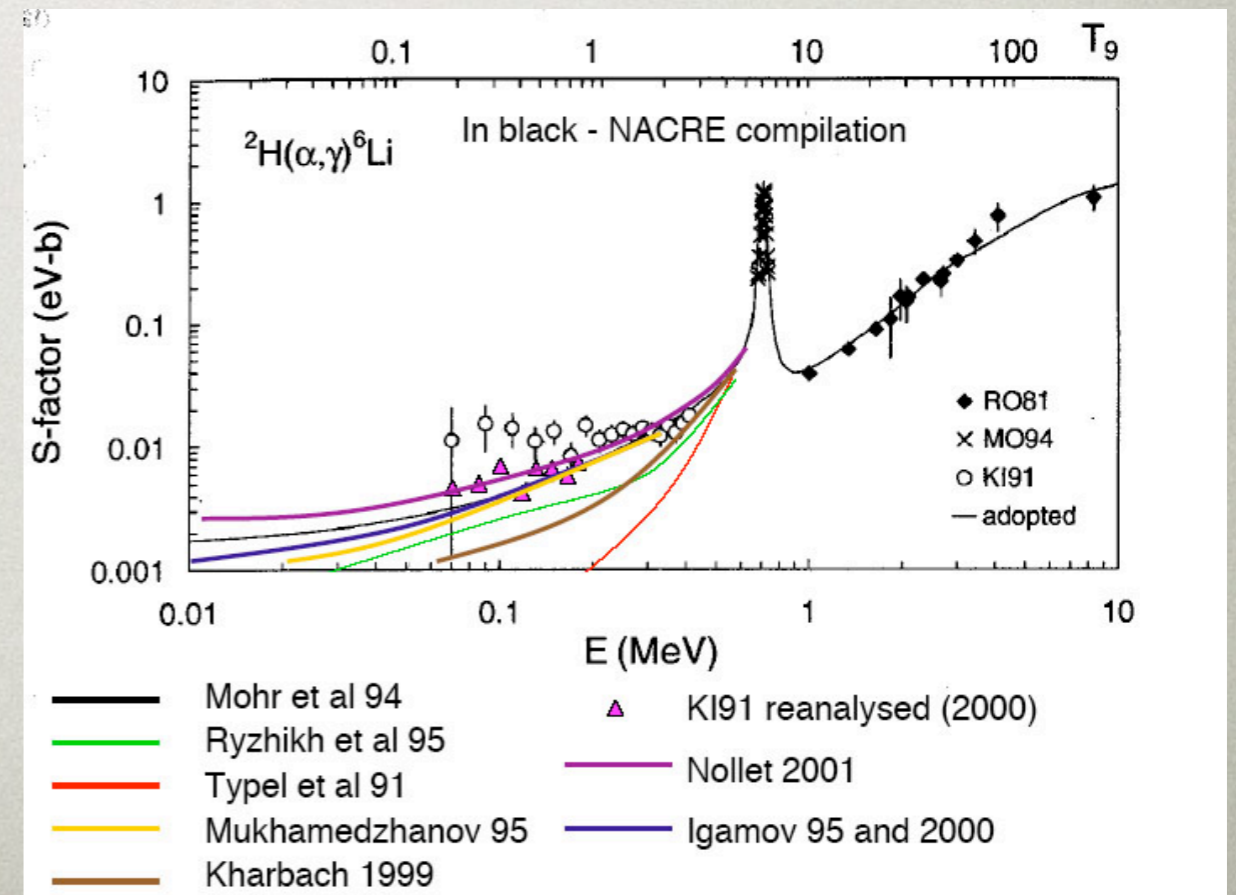 0.1 1 10 100 T9
10
²H(α,γ)⁶Li
In black - NACRE compilation
1
S-factor (eV-b)
0.1
◆ RO81
× MO94
0.01
○ KI91
— adopted
0.001
0.01 0.1 1 10
E (MeV)
Mohr et al 94
Ryzhikh et al 95
Typel et al 91
Mukhamedzhanov 95
Kharbach 1999
KI91 reanalysed (2000)
Nollet 2001
Igamov 95 and 2000